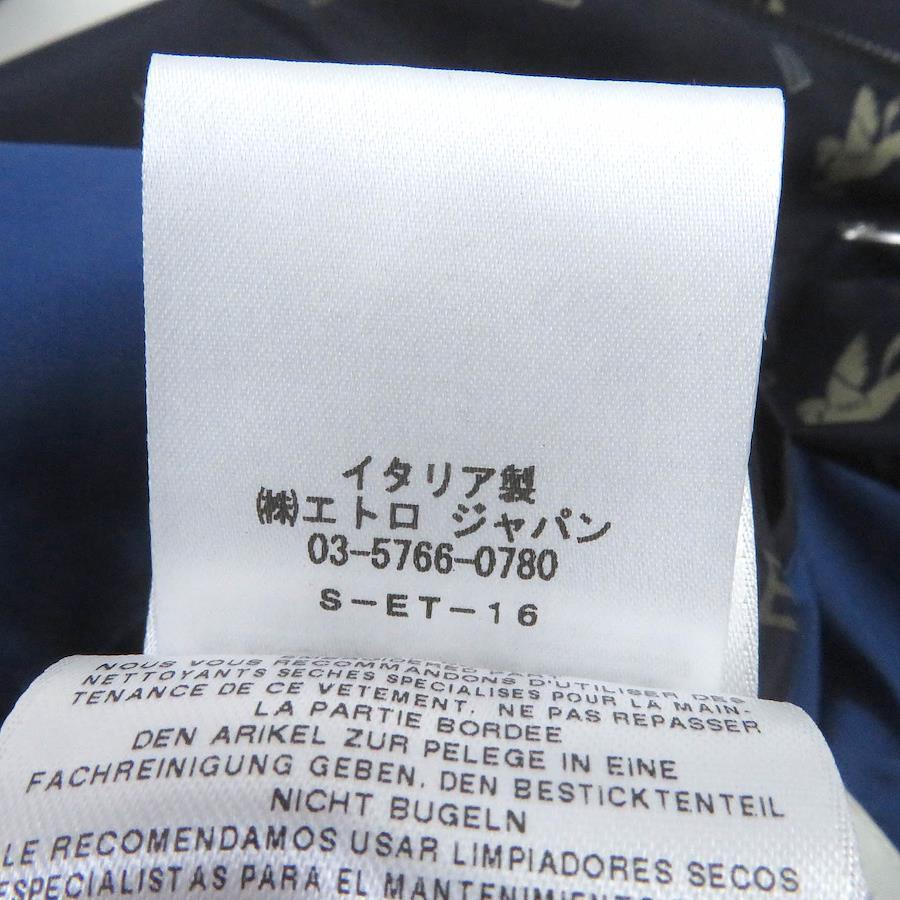 イタリア製
㈱エトロ ジャパン
03-5766-0780
S-ET-16
NOUS VOUS RECOMMANDONS D'UTILISER DES
NETTOYANTS SECHES SPECIALISES POUR LA MAIN-
TENANCE DE CE VETEMENT, NE PAS REPASSER
LA PARTIE BORDEE
DEN ARIKEL ZUR PELEGE IN EINE
FACHREINIGUNG GEBEN, DEN BESTICKTENTEIL
NICHT BUGELN
LE RECOMENDAMOS USAR LIMPIADORES SECOS
ESPECIALISTAS PARA EL MANTENIMIENTO